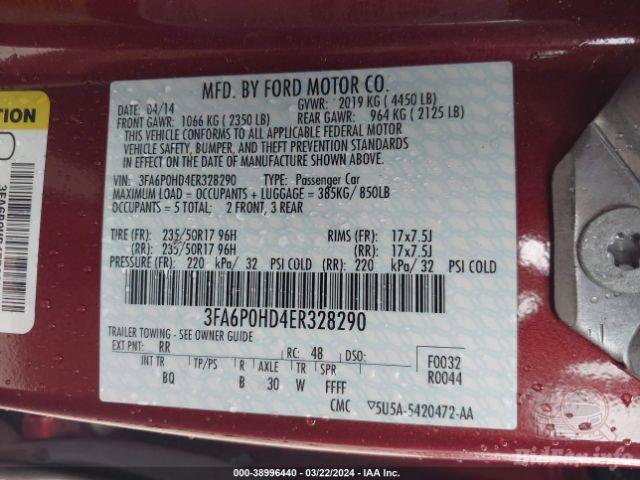 MFD. BY FORD MOTOR CO.
DATE: 04/14 GVWR: 2019 KG ( 4450 LB)
FRONT GAWR: 1066 KG ( 2350 LB) REAR GAWR: 964 KG ( 2125 LB)
THIS VEHICLE CONFORMS TO ALL APPLICABLE FEDERAL MOTOR
VEHICLE SAFETY, BUMPER, AND THEFT PREVENTION STANDARDS
IN EFFECT ON THE DATE OF MANUFACTURE SHOWN ABOVE.
VIN: 3FA6P0HD4ER328290 TYPE: Passenger Car
MAXIMUM LOAD = OCCUPANTS + LUGGAGE = 385KG/ 850LB
OCCUPANTS = 5 TOTAL: 2 FRONT, 3 REAR
TIRE (FR): 235/50R17 96H RIMS (FR): 17x7.5J
(RR): 235/50R17 96H (RR): 17x7.5J
PRESSURE (FR): 220 kPa/ 32 PSI COLD (RR): 220 kPa/ 32 PSI COLD
3FA6P0HD4ER328290
TRAILER TOWING - SEE OWNER GUIDE
EXT PNT: RR RC: 48 DSO: F0032
INT TR TP/PS R AXLE TR SPR R0044
BQ B 30 W FFFF
CMC 5U5A-5420472-AA
000-38996440 - 03/22/2024 - IAA Inc.